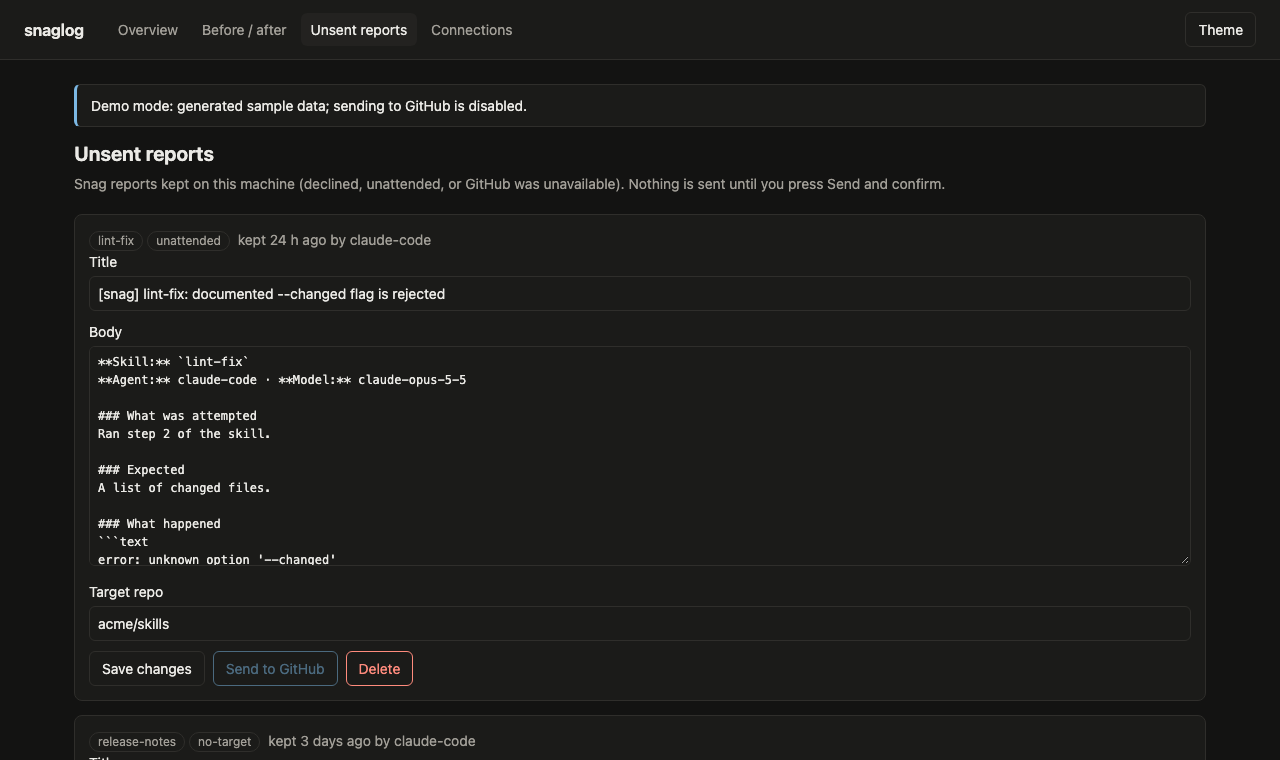 snaglog Overview Before / after Unsent reports Connections Theme
Demo mode: generated sample data; sending to GitHub is disabled.
Unsent reports
Snag reports kept on this machine (declined, unattended, or GitHub was unavailable). Nothing is sent until you press Send and confirm.
lint-fix unattended kept 24 h ago by claude-code
Title
[snag] lint-fix: documented --changed flag is rejected
Body
**Skill:** `lint-fix`
**Agent:** claude-code · **Model:** claude-opus-5-5
### What was attempted
Ran step 2 of the skill.
### Expected
A list of changed files.
### What happened
```text
error: unknown option '--changed'
Target repo
acme/skills
Save changes Send to GitHub Delete
release-notes no-target kept 3 days ago by claude-code